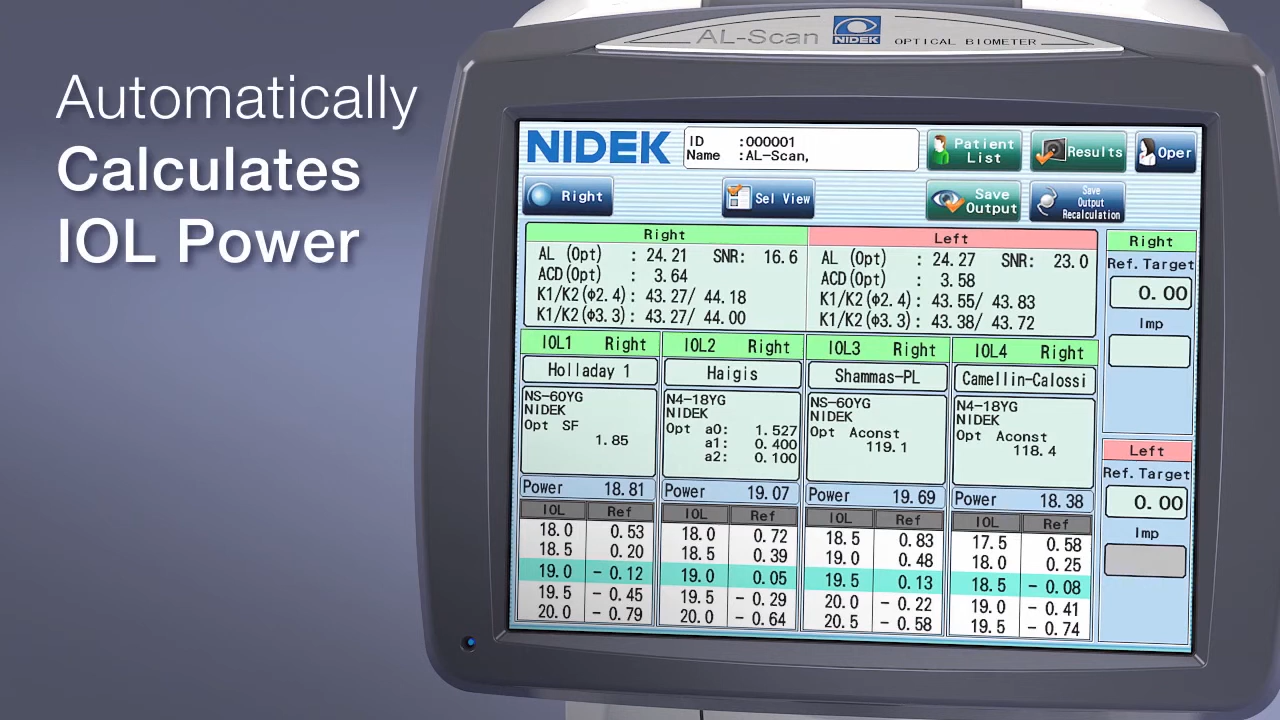 Automatically
Calculates
IOL Power
AL-Scan NIDEK OPTICAL BIOMETER
NIDEK
ID :000001
Name :AL-Scan,
Patient List
Results
Oper
Right
Sel View
Save Output
Save Output Recalculation
Right
AL (Opt) : 24.21 SNR: 16.6
ACD(Opt) : 3.64
K1/K2(φ2.4): 43.27/ 44.18
K1/K2(φ3.3): 43.27/ 44.00
Left
AL (Opt) : 24.27 SNR: 23.0
ACD(Opt) : 3.58
K1/K2(φ2.4): 43.55/ 43.83
K1/K2(φ3.3): 43.38/ 43.72
Right
Ref. Target
0.00
Imp
Left
Ref. Target
0.00
Imp
IOL1 Right
Holladay 1
NS-60YG
NIDEK
Opt SF
1.85
Power 18.81
IOL Ref
18.0 0.53
18.5 0.20
19.0 -0.12
19.5 -0.45
20.0 -0.79
IOL2 Right
Haigis
N4-18YG
NIDEK
Opt a0: 1.527
a1: 0.400
a2: 0.100
Power 19.07
IOL Ref
18.0 0.72
18.5 0.39
19.0 0.05
19.5 -0.29
20.0 -0.64
IOL3 Right
Shammas-PL
NS-60YG
NIDEK
Opt Aconst
119.1
Power 19.69
IOL Ref
18.5 0.83
19.0 0.48
19.5 0.13
20.0 -0.22
20.5 -0.58
IOL4 Right
Camellin-Calossi
N4-18YG
NIDEK
Opt Aconst
118.4
Power 18.38
IOL Ref
17.5 0.58
18.0 0.25
18.5 -0.08
19.0 -0.41
19.5 -0.74